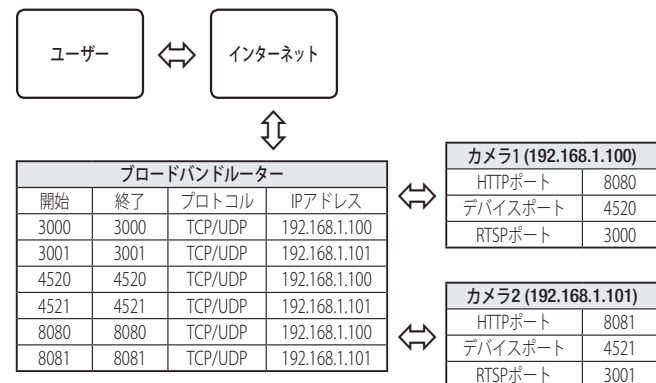 ユーザー
インターネット
ブロードバンドルーター
開始 終了 プロトコル IPアドレス
3000 3000 TCP/UDP 192.168.1.100
3001 3001 TCP/UDP 192.168.1.101
4520 4520 TCP/UDP 192.168.1.100
4521 4521 TCP/UDP 192.168.1.101
8080 8080 TCP/UDP 192.168.1.100
8081 8081 TCP/UDP 192.168.1.101
カメラ1 (192.168.1.100)
HTTPポート 8080
デバイスポート 4520
RTSPポート 3000
カメラ2 (192.168.1.101)
HTTPポート 8081
デバイスポート 4521
RTSPポート 3001